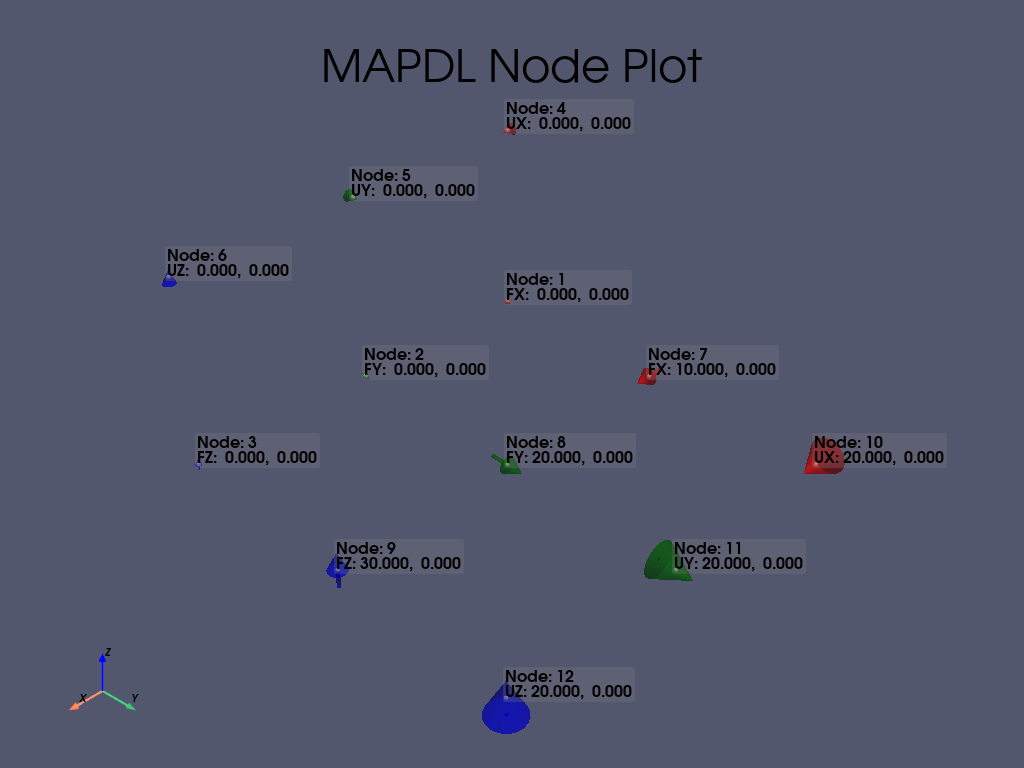 MAPDL Node Plot
Node: 4
UX: 0.000, 0.000
Node: 5
UY: 0.000, 0.000
Node: 6
UZ: 0.000, 0.000
Node: 1
FX: 0.000, 0.000
Node: 2
FY: 0.000, 0.000
Node: 7
FX: 10.000, 0.000
Node: 3
FZ: 0.000, 0.000
Node: 8
FY: 20.000, 0.000
Node: 10
UX: 20.000, 0.000
Node: 9
FZ: 30.000, 0.000
Node: 11
UY: 20.000, 0.000
Node: 12
UZ: 20.000, 0.000
Z
X
Y